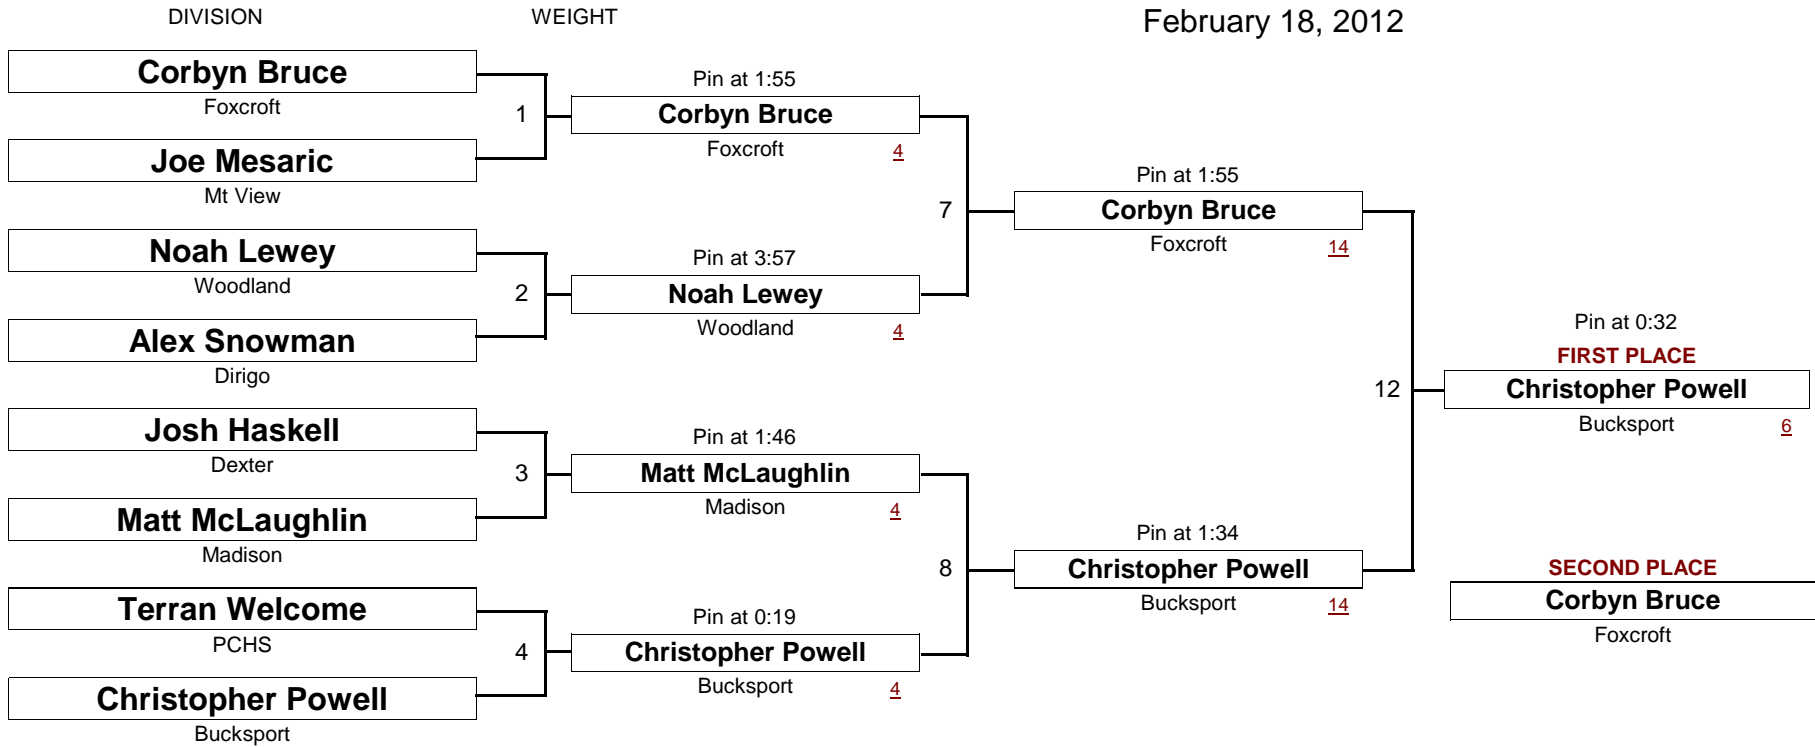 DIVISION
WEIGHT
February 18, 2012
Corbyn Bruce
Foxcroft
1
Joe Mesaric
Mt View
Noah Lewey
Woodland
2
Alex Snowman
Dirigo
Josh Haskell
Dexter
3
Matt McLaughlin
Madison
Terran Welcome
PCHS
4
Christopher Powell
Bucksport
Pin at 1:55
Corbyn Bruce
Foxcroft
4
7
Pin at 3:57
Noah Lewey
Woodland
4
Pin at 1:46
Matt McLaughlin
Madison
4
8
Pin at 0:19
Christopher Powell
Bucksport
4
Pin at 1:55
Corbyn Bruce
Foxcroft
14
12
Pin at 1:34
Christopher Powell
Bucksport
14
Pin at 0:32
FIRST PLACE
Christopher Powell
Bucksport
6
SECOND PLACE
Corbyn Bruce
Foxcroft